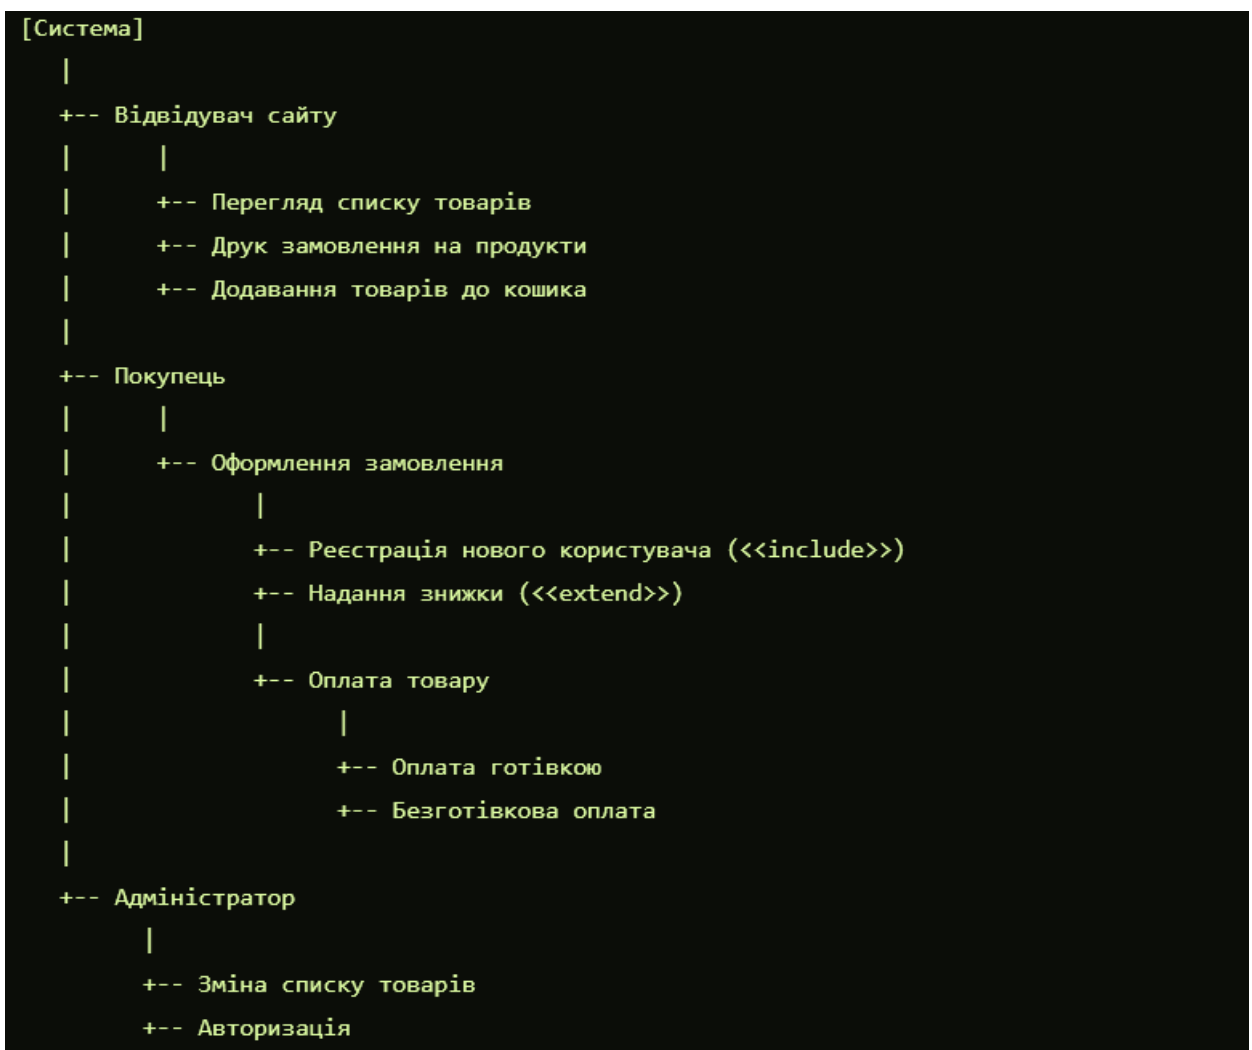 [Система]
|
+-- Відвідувач сайту
|       |
|       +-- Перегляд списку товарів
|       +-- Друк замовлення на продукти
|       +-- Додавання товарів до кошика
|
+-- Покупець
|       |
|       +-- Оформлення замовлення
|               |
|               +-- Реєстрація нового користувача (<<include>>)
|               +-- Надання знижки (<<extend>>)
|               |
|               +-- Оплата товару
|                      |
|                      +-- Оплата готівкою
|                      +-- Безготівкова оплата
|
+-- Адміністратор
       |
       +-- Зміна списку товарів
       +-- Авторизація